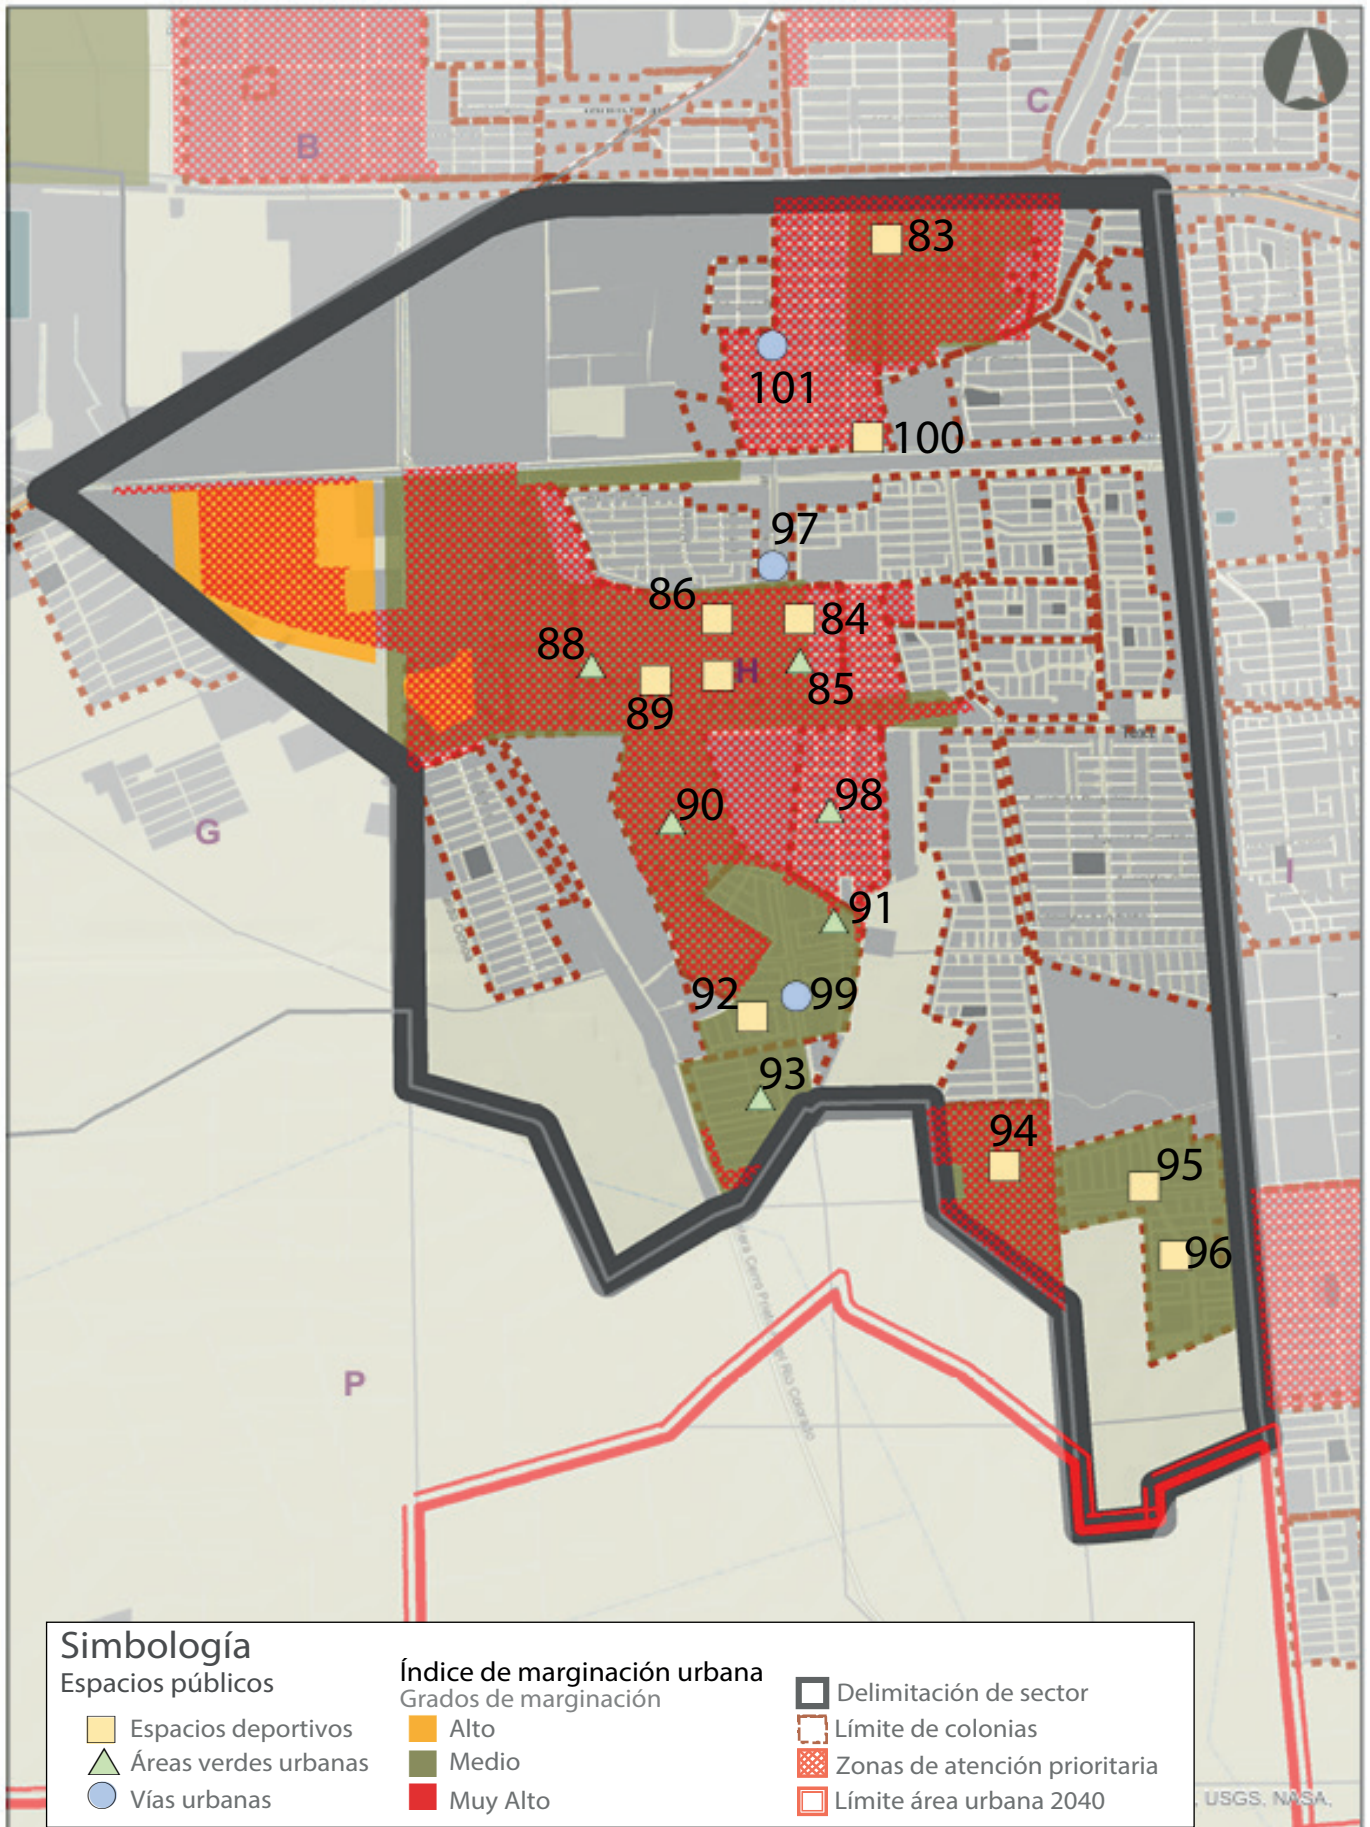 B
C
83
101
100
97
86
84
88
H
85
89
90
98
G
I
91
92
99
93
94
95
96
P
Simbología
Espacios públicos
Espacios deportivos
Áreas verdes urbanas
Vías urbanas
Índice de marginación urbana
Grados de marginación
Alto
Medio
Muy Alto
Delimitación de sector
Límite de colonias
Zonas de atención prioritaria
Límite área urbana 2040
, USGS, NASA,